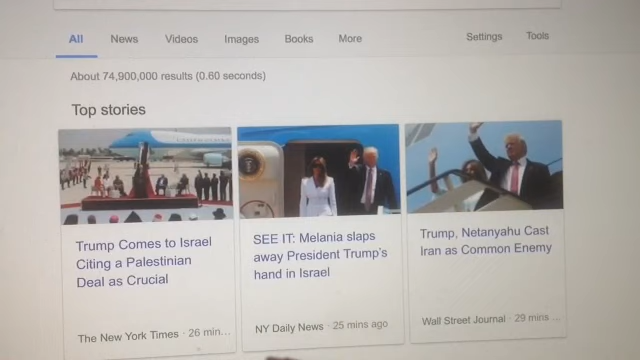 All News Videos Images Books More Settings Tools
About 74,900,000 results (0.60 seconds)
Top stories
Trump Comes to Israel
Citing a Palestinian
Deal as Crucial
The New York Times · 26 min...
SEE IT: Melania slaps
away President Trump's
hand in Israel
NY Daily News · 25 mins ago
Trump, Netanyahu Cast
Iran as Common Enemy
Wall Street Journal · 29 mins ...